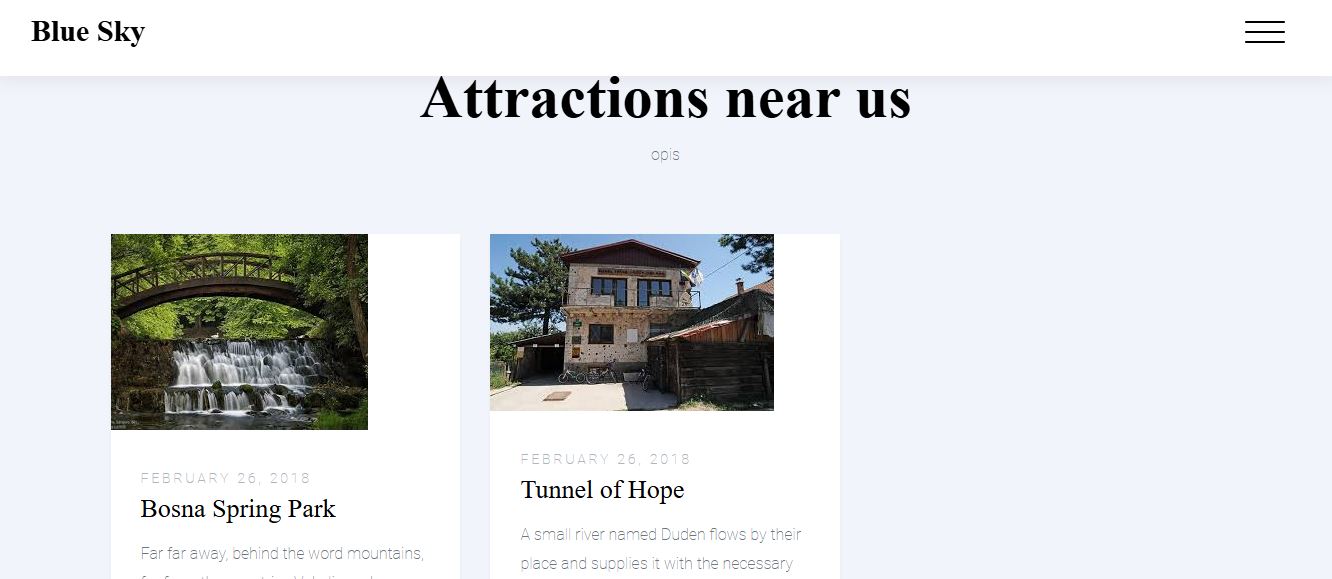 Blue Sky
Attractions near us
opis
FEBRUARY 26, 2018
Bosna Spring Park
Far far away, behind the word mountains,
FEBRUARY 26, 2018
Tunnel of Hope
A small river named Duden flows by their
place and supplies it with the necessary